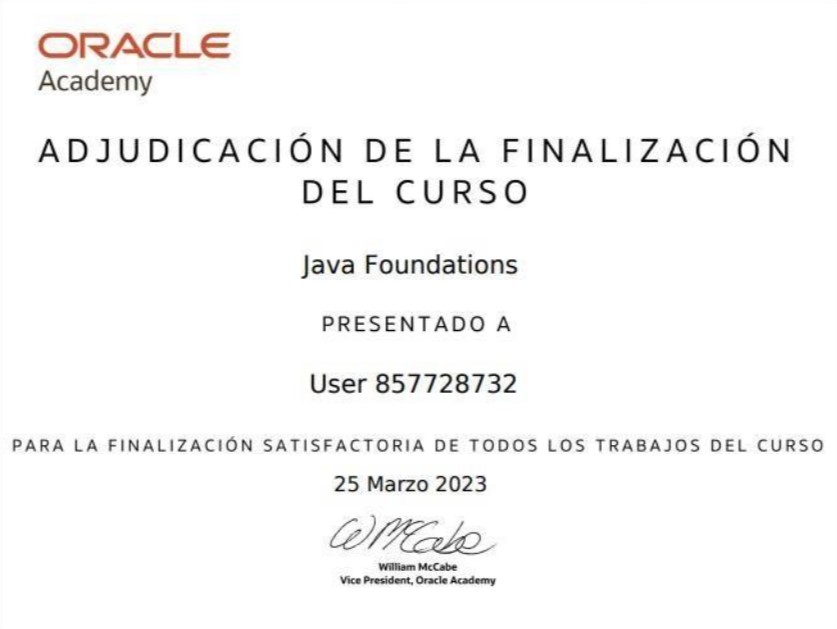 ORACLE
Academy
ADJUDICACIÓN DE LA FINALIZACIÓN
DEL CURSO
Java Foundations
PRESENTADO A
User 857728732
PARA LA FINALIZACIÓN SATISFACTORIA DE TODOS LOS TRABAJOS DEL CURSO
25 Marzo 2023
W McCabe
William McCabe
Vice President, Oracle Academy